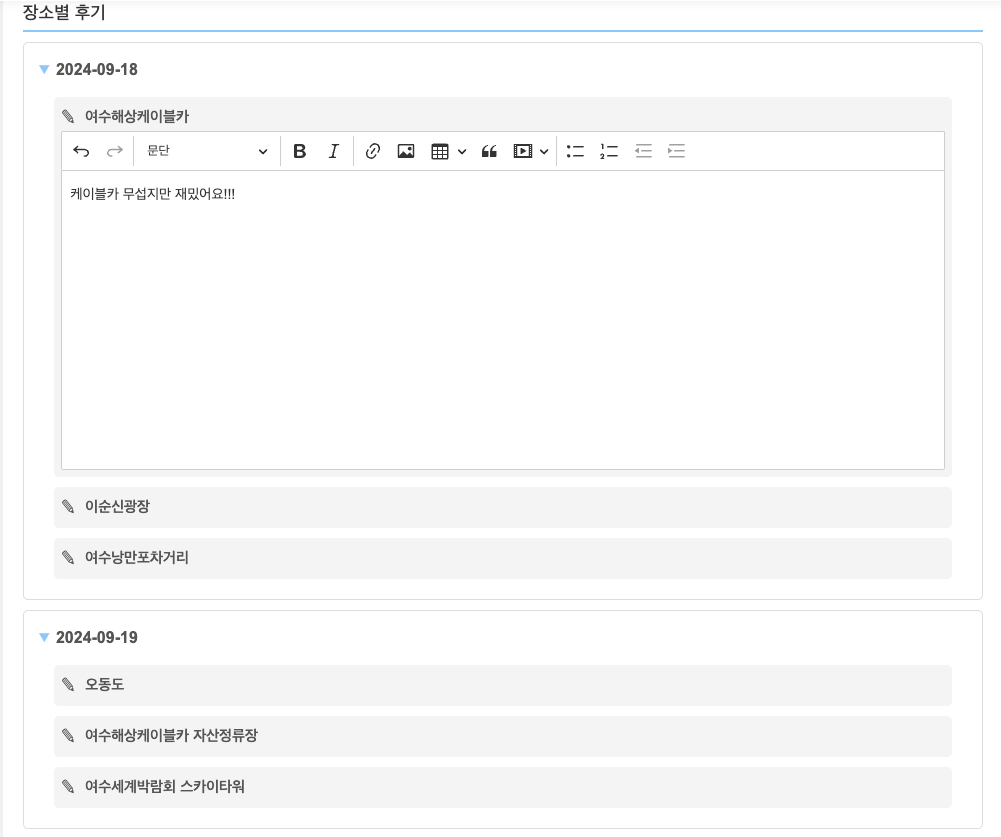 장소별 후기
2024-09-18
여수해상케이블카
문단
케이블카 무섭지만 재밌어요!!!
이순신광장
여수낭만포차거리
2024-09-19
오동도
여수해상케이블카 자산정류장
여수세계박람회 스카이타워